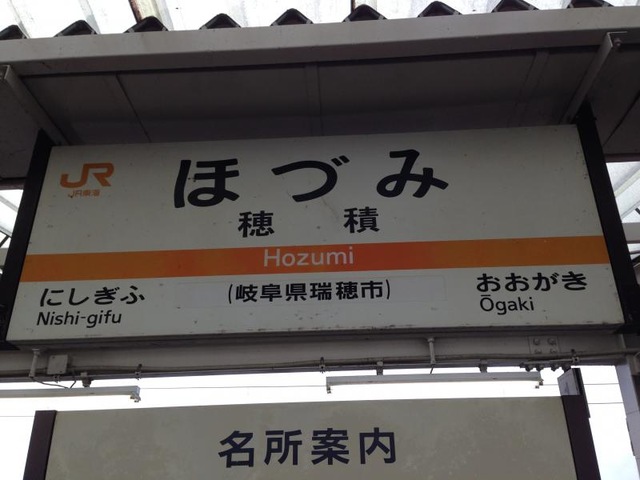 JR
JR東海
ほづみ
穂積
Hozumi
にしぎふ
Nishi-gifu
(岐阜県瑞穂市)
おおがき
Ōgaki
名所案内